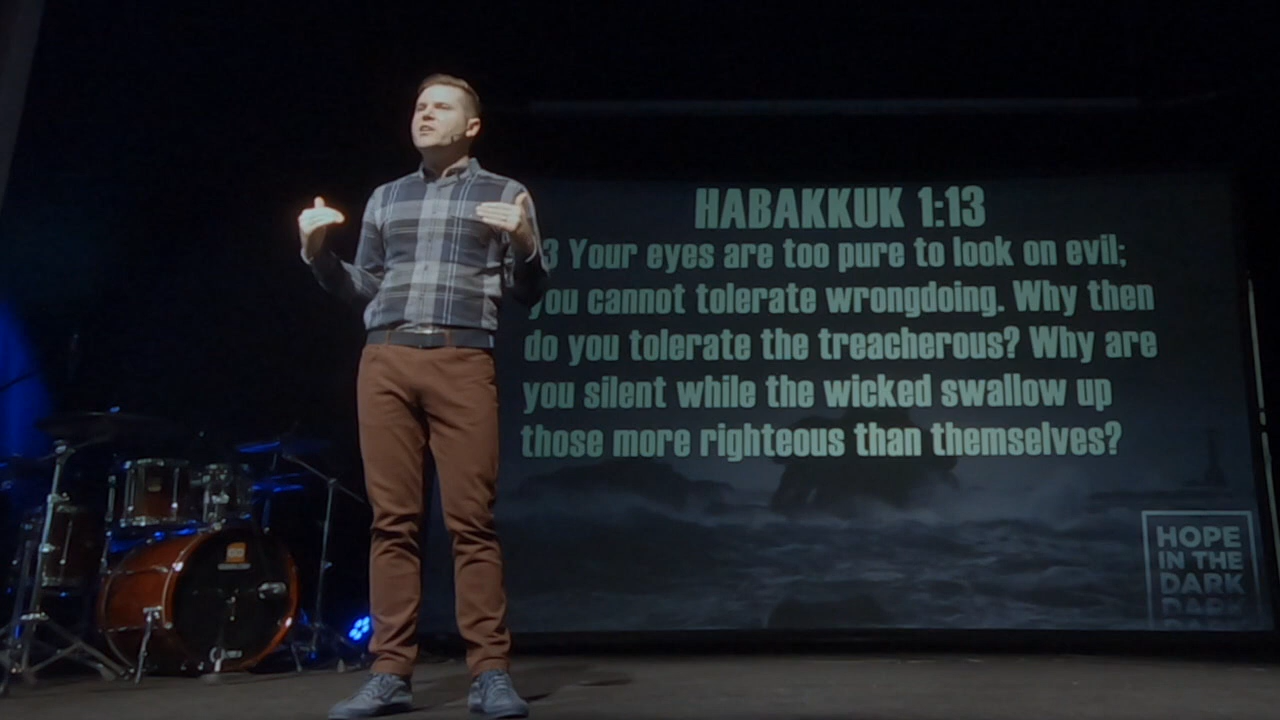 HABAKKUK 1:13
3 Your eyes are too pure to look on evil;
you cannot tolerate wrongdoing. Why then
do you tolerate the treacherous? Why are
you silent while the wicked swallow up
those more righteous than themselves?
HOPE
IN THE
DARK
DARK